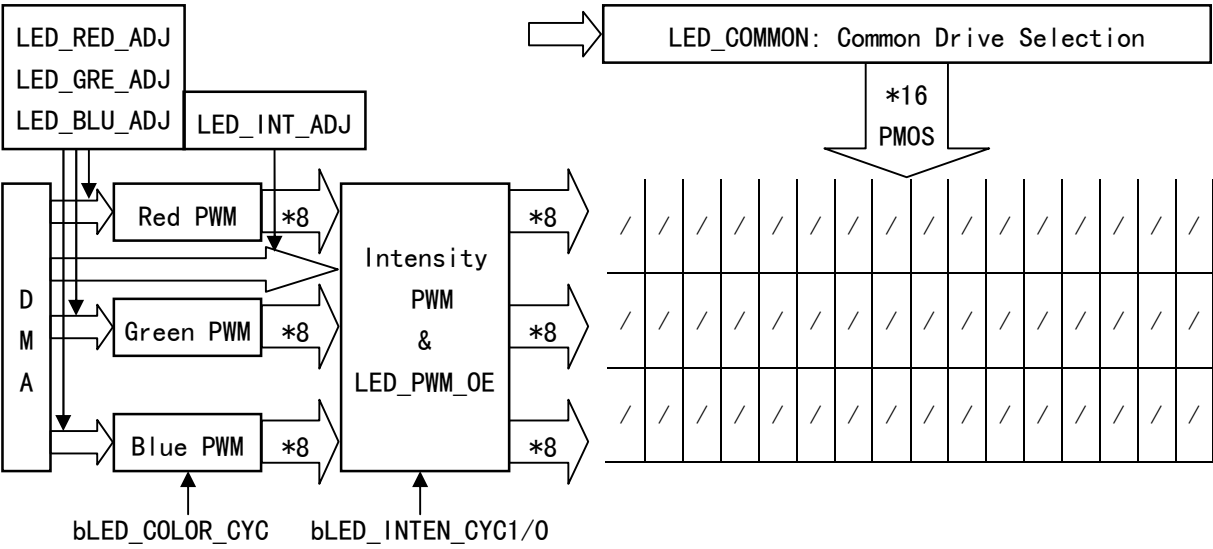 LED_RED_ADJ
LED_GRE_ADJ
LED_BLU_ADJ
LED_INT_ADJ
LED_COMMON: Common Drive Selection
*16
PMOS
DMA
Red PWM
*8
Green PWM
*8
Blue PWM
*8
Intensity
PWM
&
LED_PWM_OE
*8
*8
*8
/ / / / / / / / / / / / / / / /
/ / / / / / / / / / / / / / / /
/ / / / / / / / / / / / / / / /
bLED_COLOR_CYC
bLED_INTEN_CYC1/0